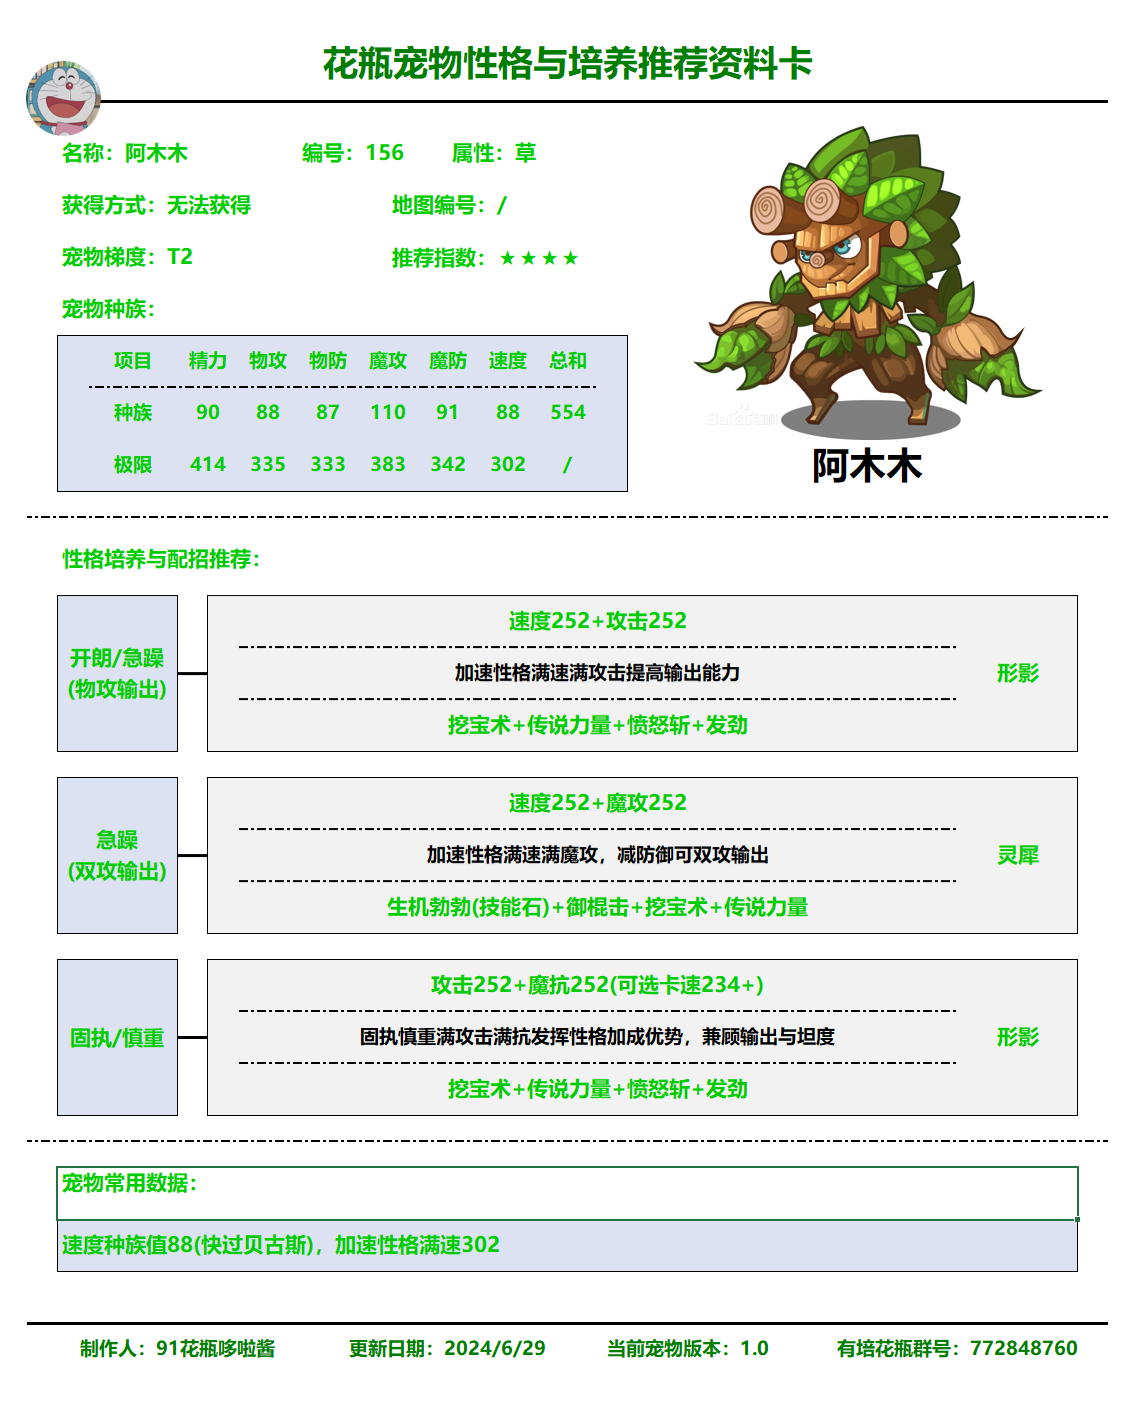 花瓶宠物性格与培养推荐资料卡
名称：阿木木 编号：156 属性：草
获得方式：无法获得 地图编号：/
宠物梯度：T2 推荐指数：★★★★
宠物种族：
项目 精力 物攻 物防 魔攻 魔防 速度 总和
种族 90 88 87 110 91 88 554
极限 414 335 333 383 342 302 /
Bai百科
阿木木
性格培养与配招推荐：
开朗/急躁
(物攻输出)
速度252+攻击252
加速性格满速满攻击提高输出能力
挖宝术+传说力量+愤怒斩+发劲
形影
急躁
(双攻输出)
速度252+魔攻252
加速性格满速满魔攻，减防御可双攻输出
生机勃勃(技能石)+御棍击+挖宝术+传说力量
灵犀
固执/慎重
攻击252+魔抗252(可选卡速234+)
固执慎重满攻击满抗发挥性格加成优势，兼顾输出与坦度
挖宝术+传说力量+愤怒斩+发劲
形影
宠物常用数据：
速度种族值88(快过贝古斯)，加速性格满速302
制作人：91花瓶哆啦酱 更新日期：2024/6/29 当前宠物版本：1.0 有培花瓶群号：772848760